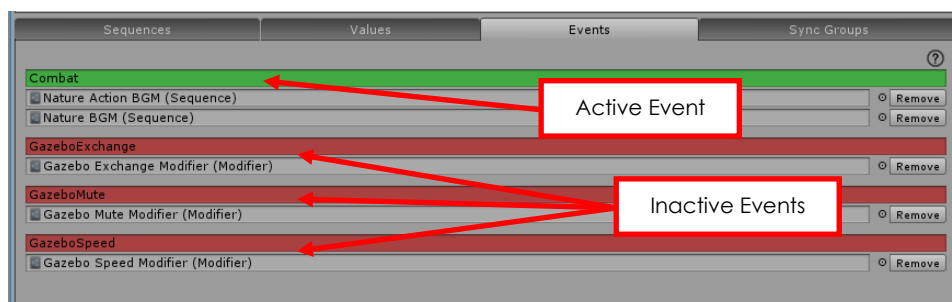 Sequences Values Events Sync Groups
?
Combat
Nature Action BGM (Sequence) Remove
Active Event
Nature BGM (Sequence) Remove
GazeboExchange
Gazebo Exchange Modifier (Modifier) Remove
GazeboMute
Inactive Events
Gazebo Mute Modifier (Modifier) Remove
GazeboSpeed
Gazebo Speed Modifier (Modifier) Remove